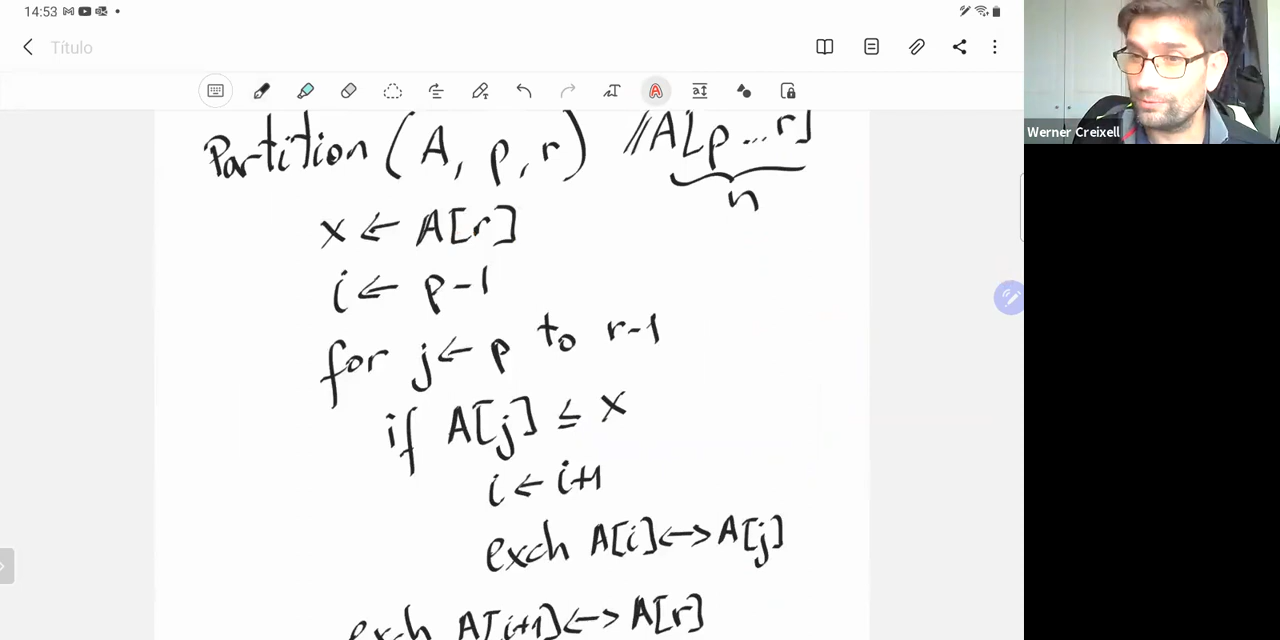 14:53
Título
Partition (A, p, r) //A[p...r]
n
x ← A[r]
i ← p-1
for j ← p to r-1
if A[j] ≤ x
i ← i+1
exch A[i] ↔ A[j]
exch A[i+1] ↔ A[r]
Werner Creixell